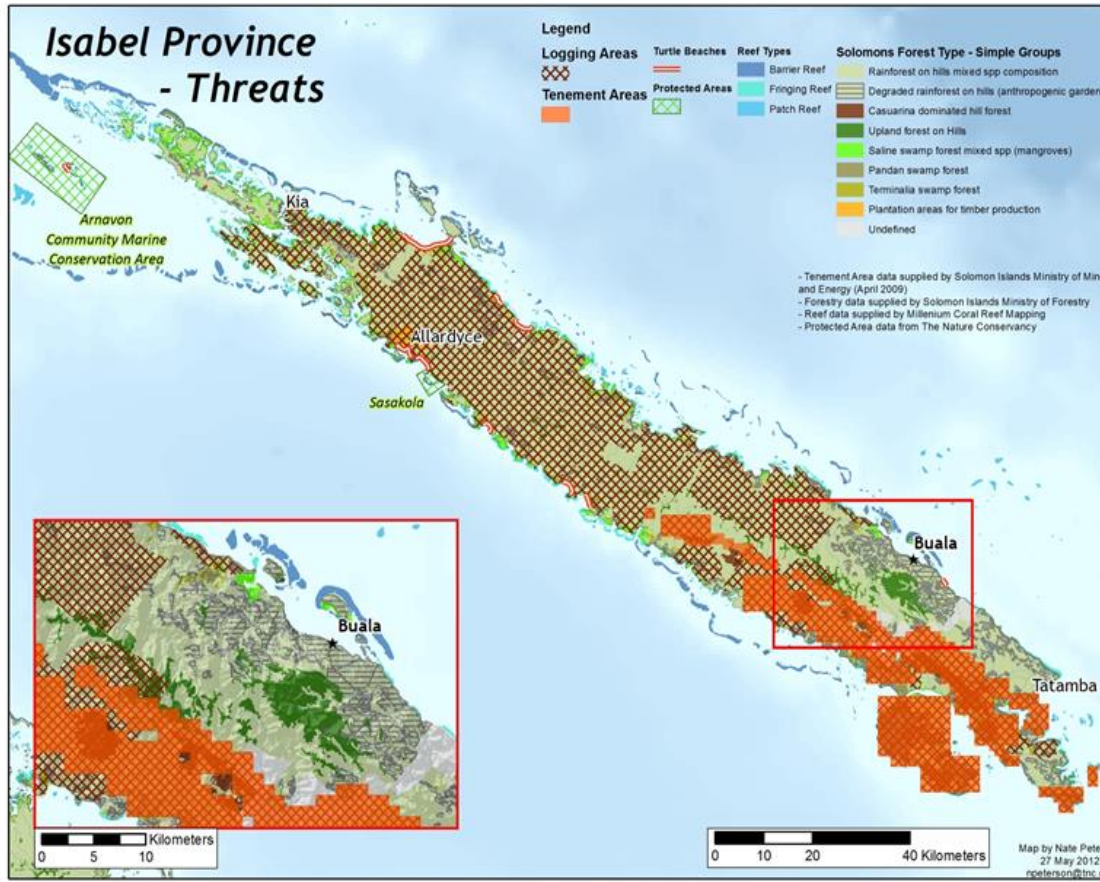 Isabel Province
- Threats
Legend
Logging Areas
Tenement Areas
Turtle Beaches
Protected Areas
Reef Types
Barrier Reef
Fringing Reef
Patch Reef
Solomons Forest Type - Simple Groups
Rainforest on hills mixed spp composition
Degraded rainforest on hills (anthropogenic garden
Casuarina dominated hill forest
Upland forest on Hills
Saline swamp forest mixed spp (mangroves)
Pandan swamp forest
Terminalia swamp forest
Plantation areas for timber production
Undefined
- Tenement Area data supplied by Solomon Islands Ministry of Min
and Energy (April 2009)
- Forestry data supplied by Solomon Islands Ministry of Forestry
- Reef data supplied by Millenium Coral Reef Mapping
- Protected Area data from The Nature Conservancy
Arnavon
Community Marine
Conservation Area
Kia
Allardyce
Sasakola
Buala
Tatamba
Buala
Kilometers
0 5 10
0 10 20 40 Kilometers
Map by Nate Pete
27 May 2012
npeterson@tnc.